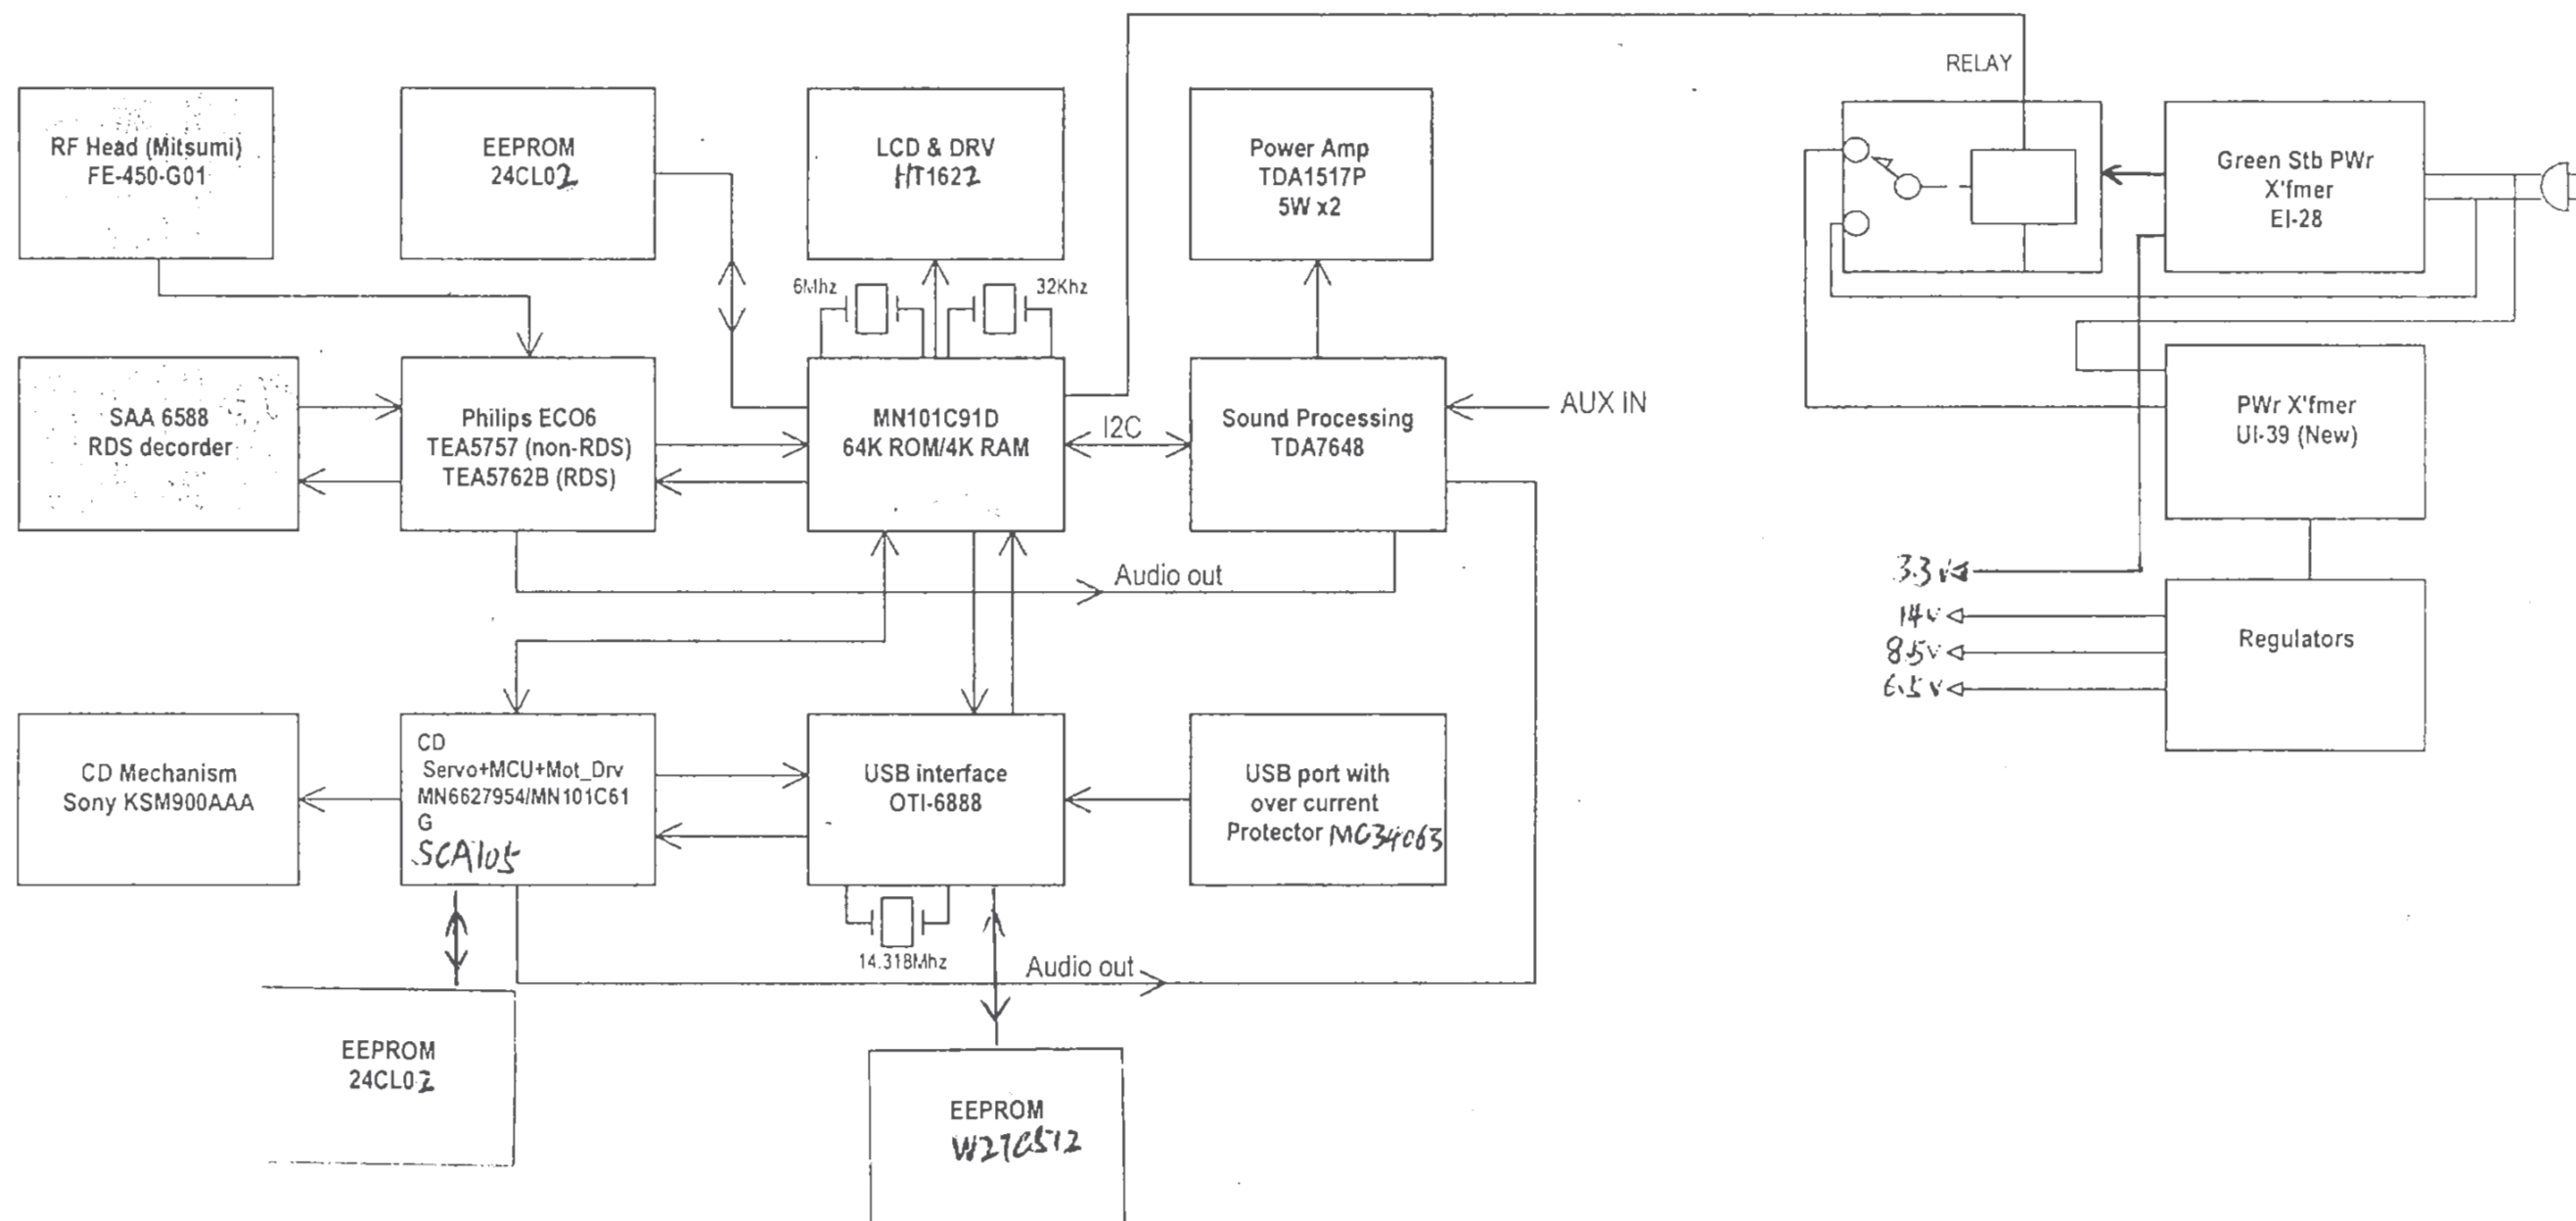 RELAY
RF Head (Mitsumi)
FE-450-G01
EEPROM
24CL02
LCD & DRV
HT1622
Power Amp
TDA1517P
5W x2
Green Stb PWr
X'fmer
EI-28
6Mhz
32Khz
SAA 6588
RDS decorder
Philips ECO6
TEA5757 (non-RDS)
TEA5762B (RDS)
MN101C91D
64K ROM/4K RAM
I2C
Sound Processing
TDA7648
AUX IN
PWr X'fmer
UI-39 (New)
Audio out
3.3 v
14v
8.5v
6.5 v
Regulators
CD Mechanism
Sony KSM900AAA
CD
Servo+MCU+Mot_Drv
MN6627954/MN101C61
G
SCA105
USB interface
OTI-6888
USB port with
over current
Protector MC34063
14.318Mhz
Audio out
EEPROM
24CL02
EEPROM
W27C512